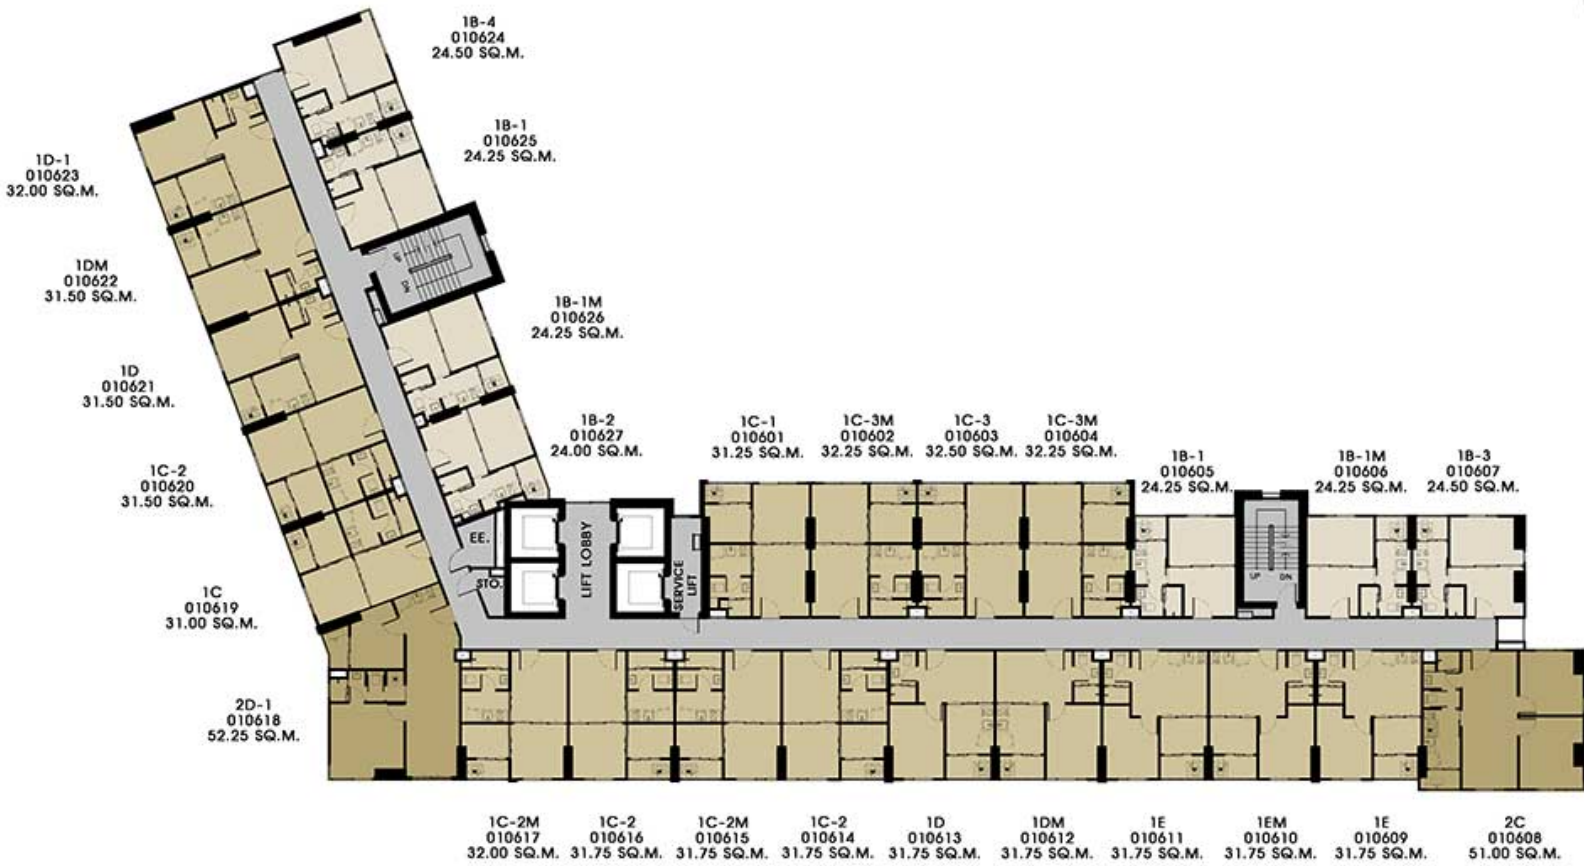 1B-4
010624
24.50 SQ.M.
1B-1
010625
24.25 SQ.M.
1D-1
010623
32.00 SQ.M.
1DM
010622
31.50 SQ.M.
UP
DN
1B-1M
010626
24.25 SQ.M.
1D
010621
31.50 SQ.M.
1B-2
010627
24.00 SQ.M.
1C-1
010601
31.25 SQ.M.
1C-3M
010602
32.25 SQ.M.
1C-3
010603
32.50 SQ.M.
1C-3M
010604
32.25 SQ.M.
1B-1
010605
24.25 SQ.M.
1B-1M
010606
24.25 SQ.M.
1B-3
010607
24.50 SQ.M.
1C-2
010620
31.50 SQ.M.
EE.
STO.
LIFT LOBBY
SERVICE
LIFT
UP
DN
1C
010619
31.00 SQ.M.
2D-1
010618
52.25 SQ.M.
1C-2M
010617
32.00 SQ.M.
1C-2
010616
31.75 SQ.M.
1C-2M
010615
31.75 SQ.M.
1C-2
010614
31.75 SQ.M.
1D
010613
31.75 SQ.M.
1DM
010612
31.75 SQ.M.
1E
010611
31.75 SQ.M.
1EM
010610
31.75 SQ.M.
1E
010609
31.75 SQ.M.
2C
010608
51.00 SQ.M.